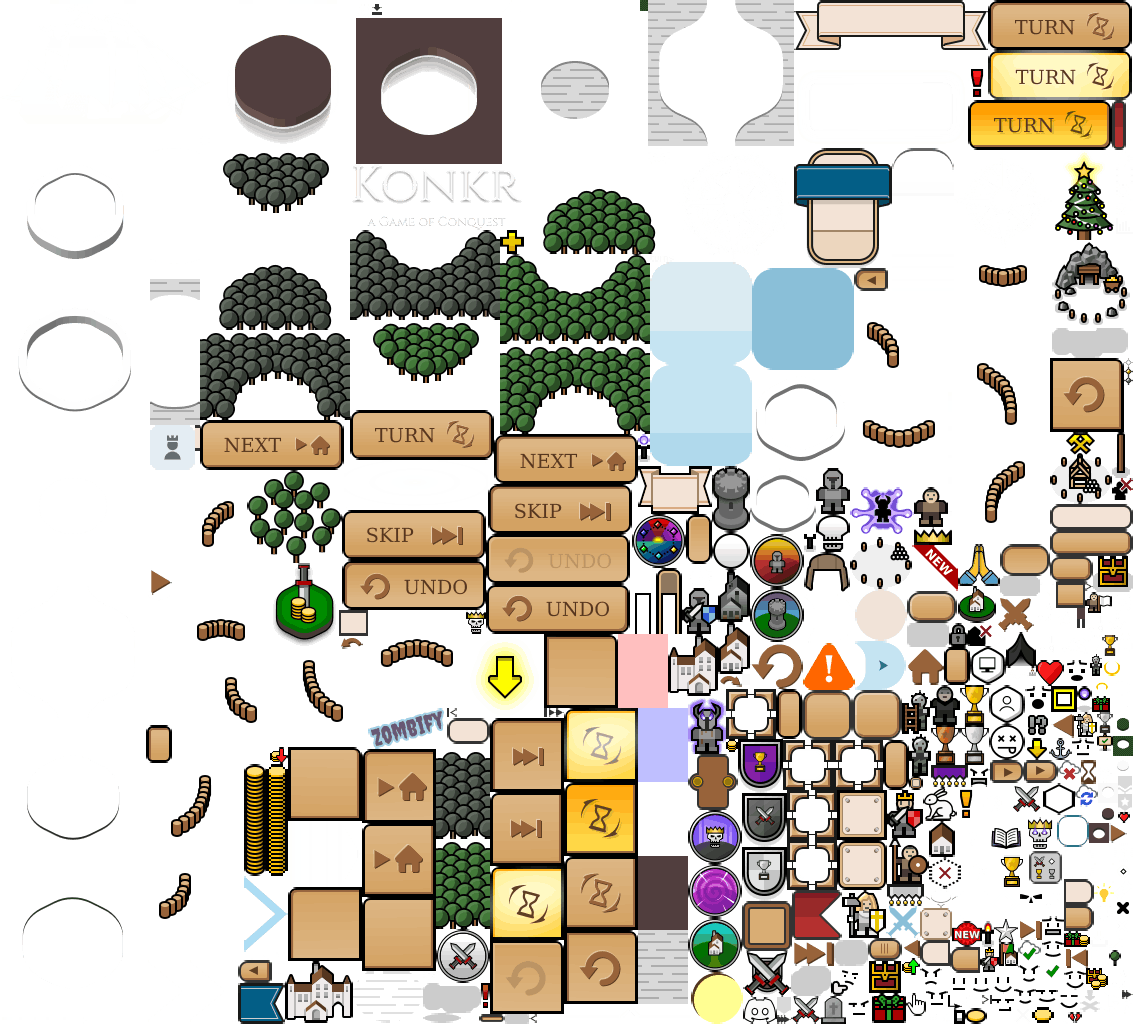 TURN
TURN
TURN
KONKR
A GAME OF CONQUEST
NEXT
TURN
NEXT
SKIP
SKIP
UNDO
UNDO
UNDO
NEW
ZOMBIFY
NEW